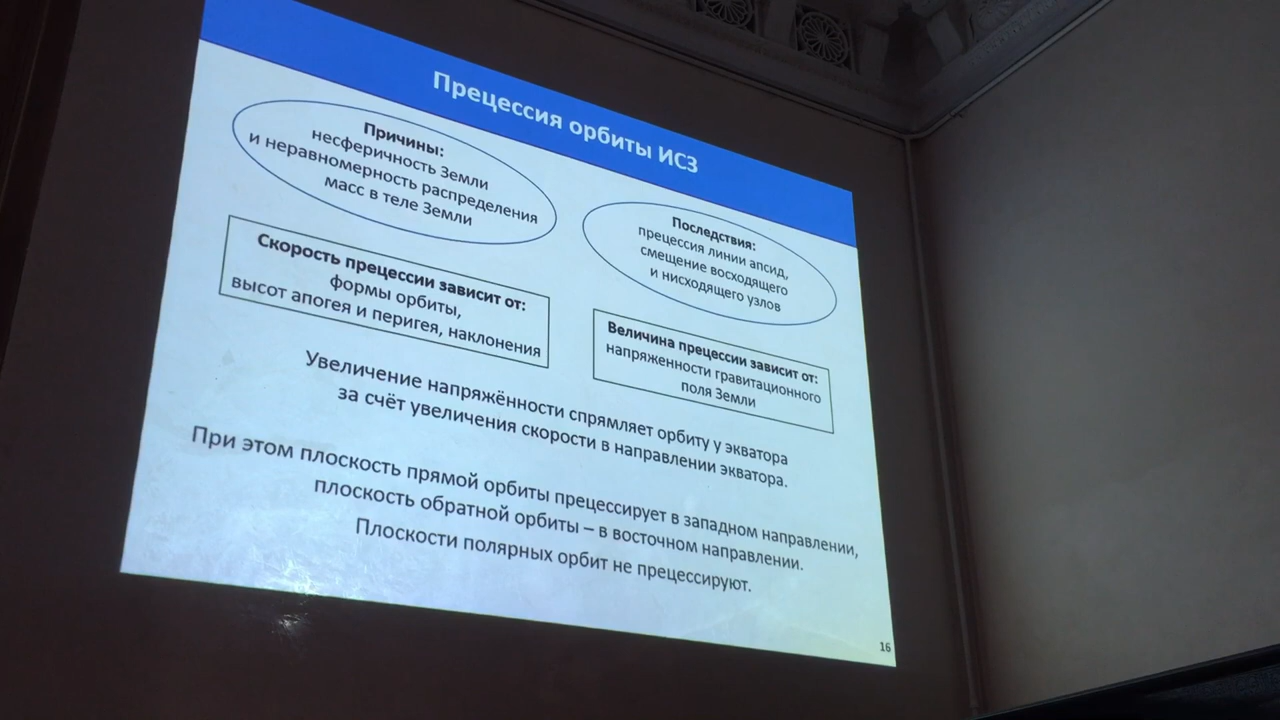 Прецессия орбиты ИСЗ
Причины:
несферичность Земли
и неравномерность распределения
масс в теле Земли
Последствия:
прецессия линии апсид,
смещение восходящего
и нисходящего узлов
Скорость прецессии зависит от:
формы орбиты,
высот апогея и перигея, наклонения
Величина прецессии зависит от:
напряженности гравитационного
поля Земли
Увеличение напряжённости спрямляет орбиту у экватора
за счёт увеличения скорости в направлении экватора.
При этом плоскость прямой орбиты прецессирует в западном направлении,
плоскость обратной орбиты – в восточном направлении.
Плоскости полярных орбит не прецессируют.
16